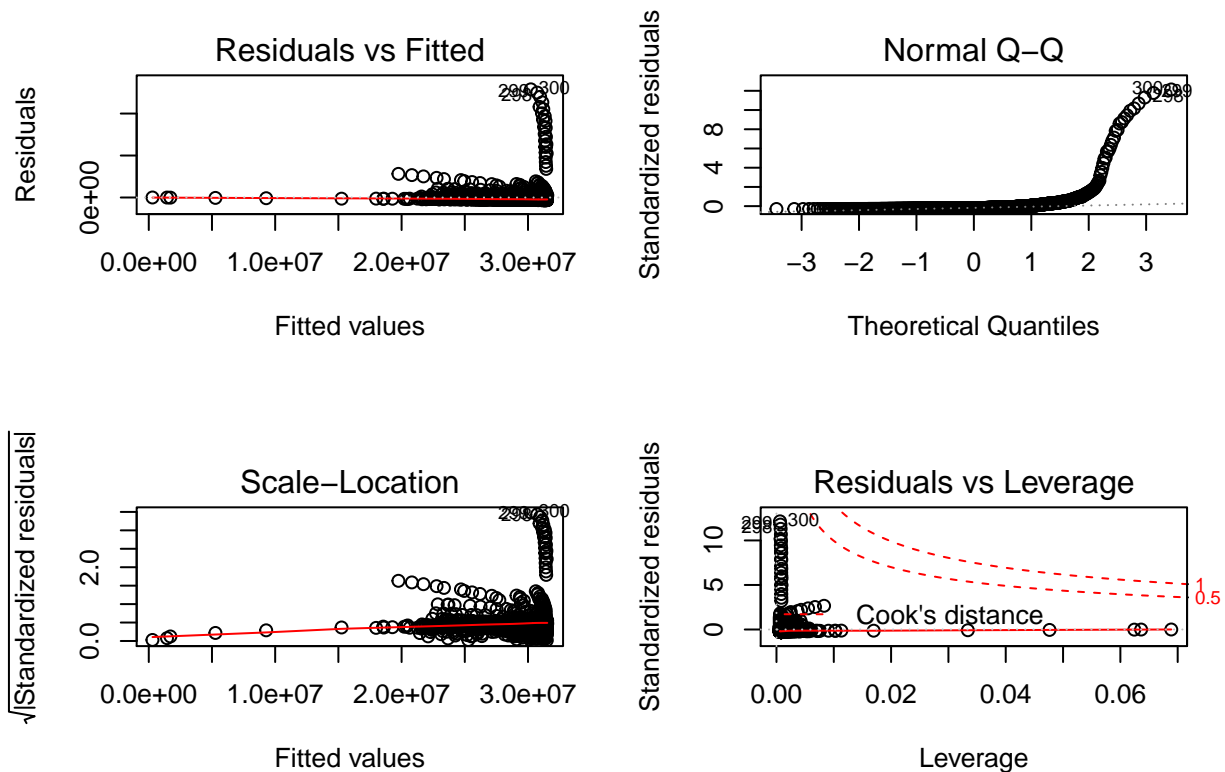 Residuals vs Fitted
Residuals
0e+00
300
0.0e+00 1.0e+07 2.0e+07 3.0e+07
Fitted values
Normal Q−Q
Standardized residuals
0 4 8
300
−3 −2 −1 0 1 2 3
Theoretical Quantiles
Scale−Location
√|Standardized residuals|
0.0 2.0
300
0.0e+00 1.0e+07 2.0e+07 3.0e+07
Fitted values
Residuals vs Leverage
Standardized residuals
0 5 10
300
1
0.5
Cook's distance
0.00 0.02 0.04 0.06
Leverage